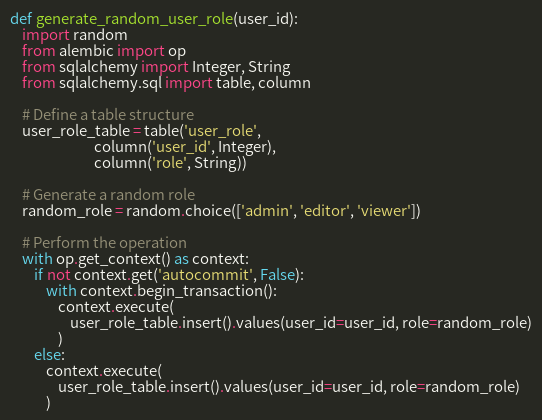 def generate_random_user_role(user_id):
    import random
    from alembic import op
    from sqlalchemy import Integer, String
    from sqlalchemy.sql import table, column

    # Define a table structure
    user_role_table = table('user_role',
                            column('user_id', Integer),
                            column('role', String))

    # Generate a random role
    random_role = random.choice(['admin', 'editor', 'viewer'])

    # Perform the operation
    with op.get_context() as context:
        if not context.get('autocommit', False):
            with context.begin_transaction():
                context.execute(
                    user_role_table.insert().values(user_id=user_id, role=random_role)
                )
        else:
            context.execute(
                user_role_table.insert().values(user_id=user_id, role=random_role)
            )